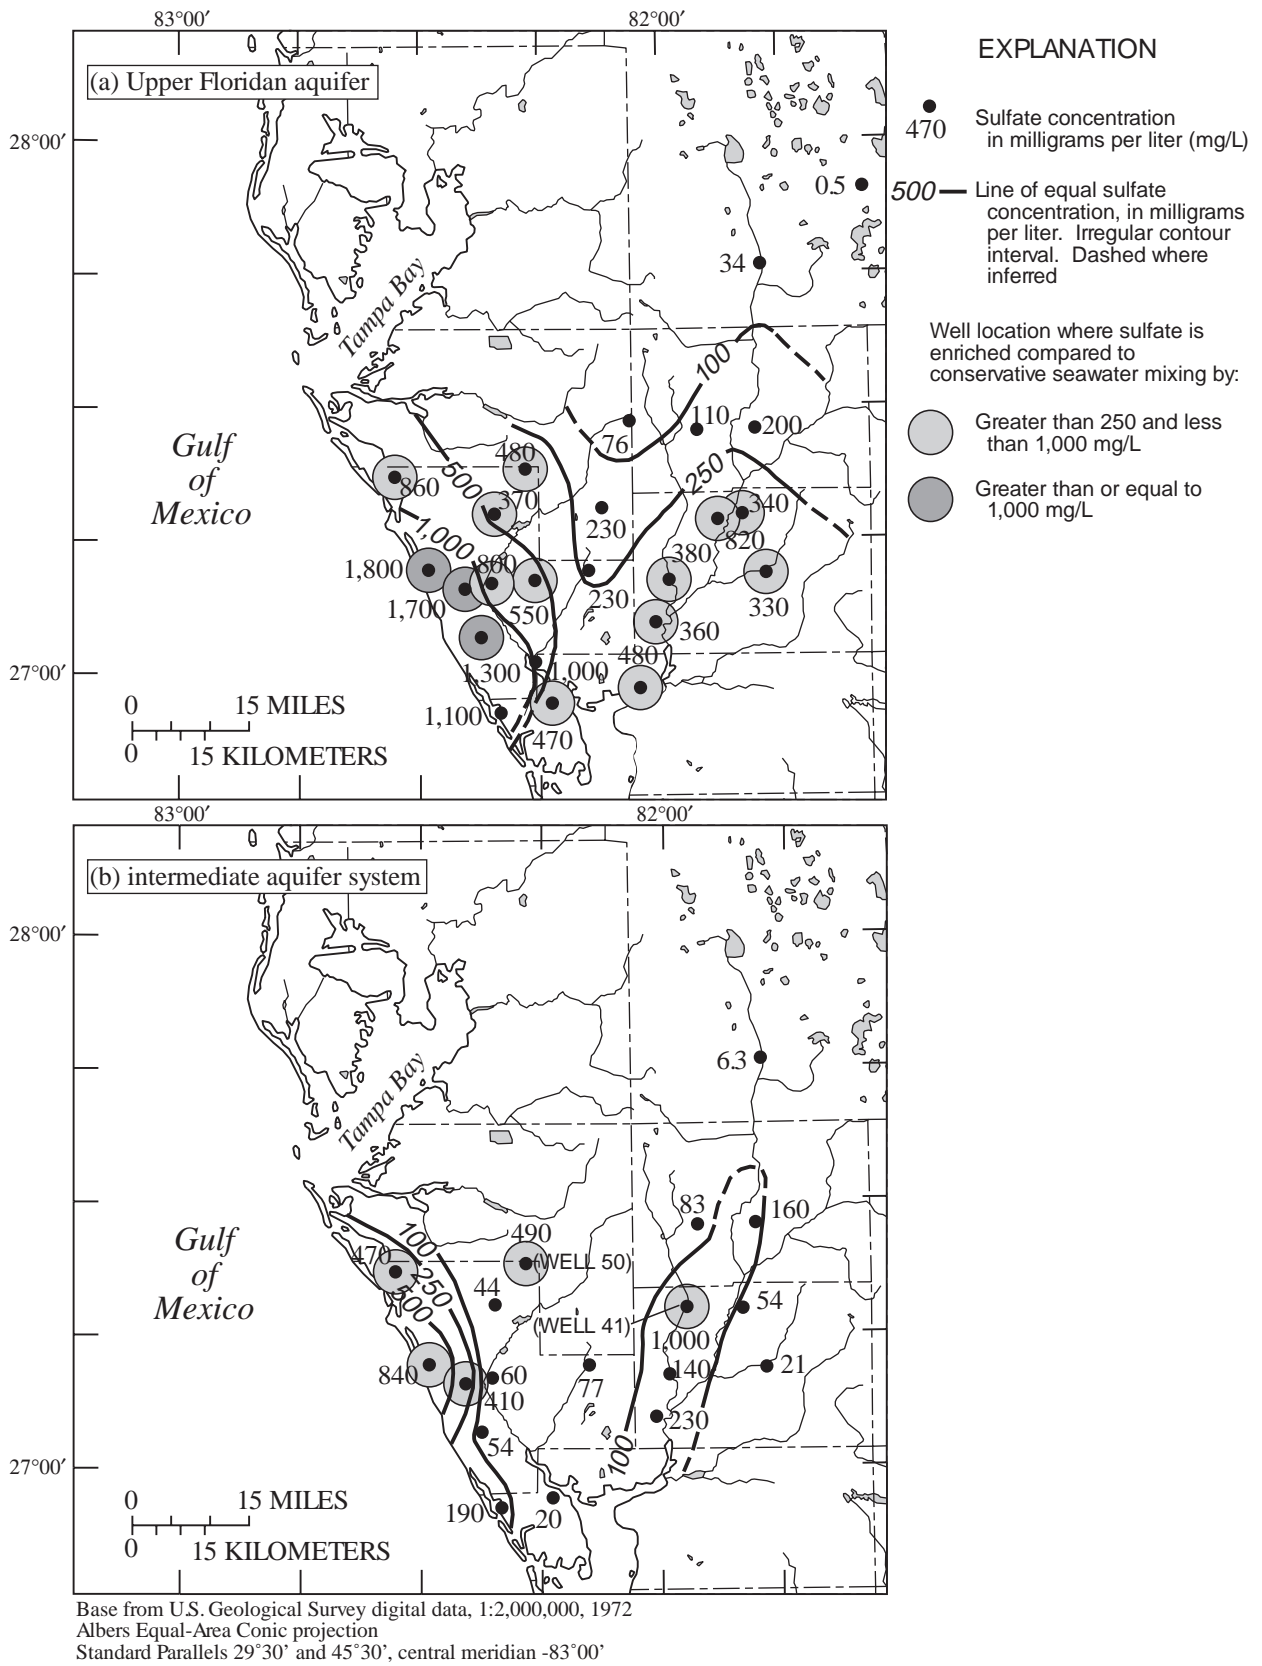 83°00′ 82°00′
(a) Upper Floridan aquifer
28°00′
27°00′
Tampa Bay
Gulf
of
Mexico
0.5
34
100
76
110
200
480
500
860
370
250
230
340
820
1,000
380
1,800
800
1,700
550
230
330
360
1,300
1,000
480
1,100
470
0 15 MILES
0 15 KILOMETERS
EXPLANATION
470
Sulfate concentration
in milligrams per liter (mg/L)
500
Line of equal sulfate
concentration, in milligrams
per liter. Irregular contour
interval. Dashed where
inferred
Well location where sulfate is
enriched compared to
conservative seawater mixing by:
Greater than 250 and less
than 1,000 mg/L
Greater than or equal to
1,000 mg/L
83°00′ 82°00′
(b) intermediate aquifer system
28°00′
27°00′
6.3
Tampa Bay
Gulf
of
Mexico
83
160
100
490
470
(WELL 50)
250
500
44
54
(WELL 41)
1,000
840
60
140
21
410
77
230
54
100
190
20
0 15 MILES
0 15 KILOMETERS
Base from U.S. Geological Survey digital data, 1:2,000,000, 1972
Albers Equal-Area Conic projection
Standard Parallels 29°30' and 45°30', central meridian -83°00'